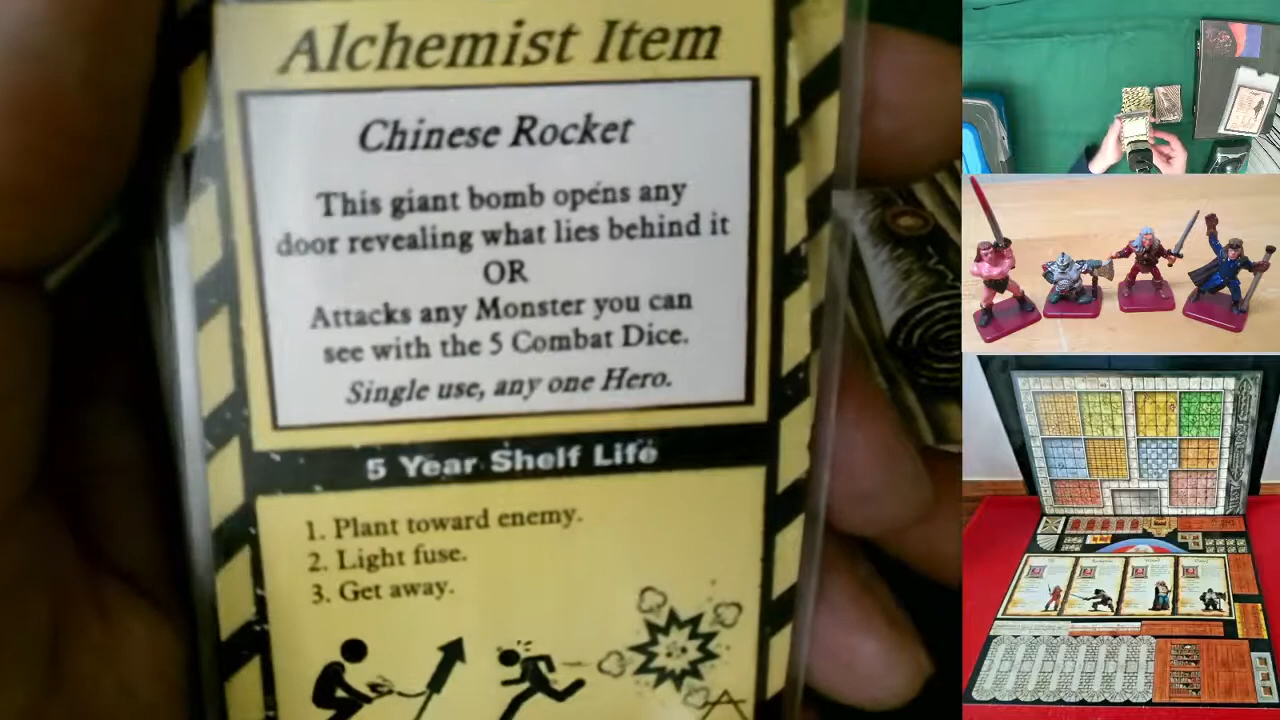 Alchemist Item
Chinese Rocket
This giant bomb opens any
door revealing what lies behind it
OR
Attacks any Monster you can
see with the 5 Combat Dice.
Single use, any one Hero.
5 Year Shelf Life
1. Plant toward enemy.
2. Light fuse.
3. Get away.